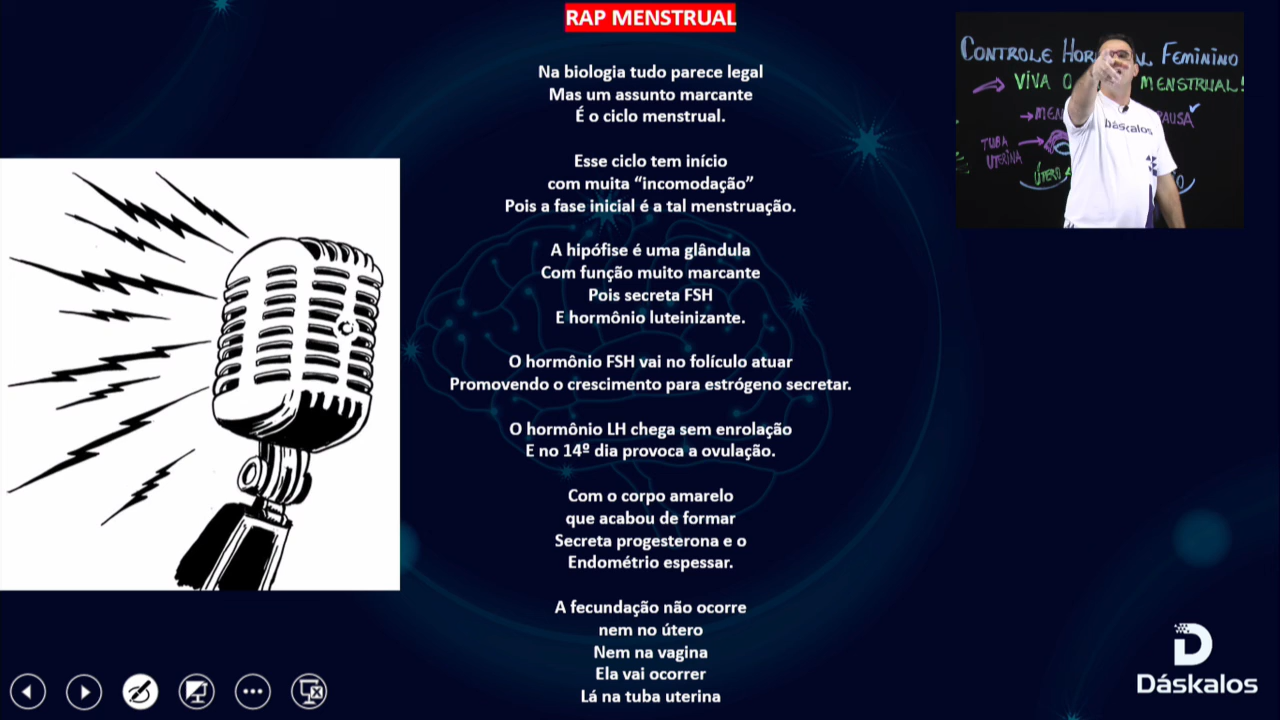 RAP MENSTRUAL
Na biologia tudo parece legal
Mas um assunto marcante
É o ciclo menstrual.
Esse ciclo tem início
com muita “incomodação”
Pois a fase inicial é a tal menstruação.
A hipófise é uma glândula
Com função muito marcante
Pois secreta FSH
E hormônio luteinizante.
O hormônio FSH vai no folículo atuar
Promovendo o crescimento para estrógeno secretar.
O hormônio LH chega sem enrolação
E no 14º dia provoca a ovulação.
Com o corpo amarelo
que acabou de formar
Secreta progesterona e o
Endométrio espessar.
A fecundação não ocorre
nem no útero
Nem na vagina
Ela vai ocorrer
Lá na tuba uterina
CONTROLE FEMININO
VIVA O MENSTRUAL!
TUBA
UTERINA
ÚTERO
Dáskalos
Dáskalos